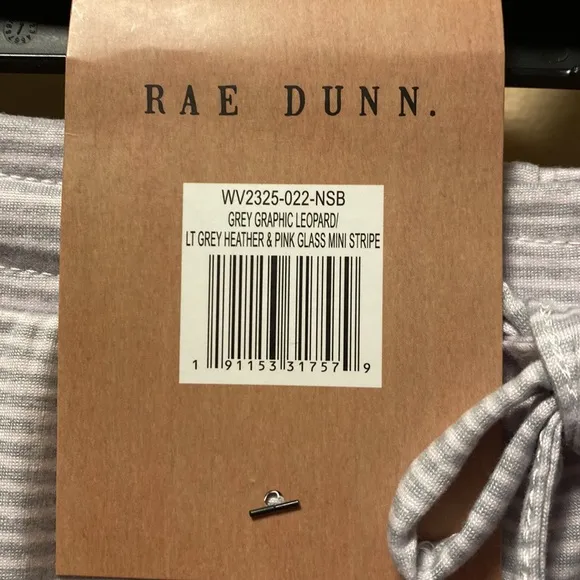 RAE DUNN.
WV2325-022-NSB
GREY GRAPHIC LEOPARD/
LT GREY HEATHER & PINK GLASS MINI STRIPE
1 91153 31757 9